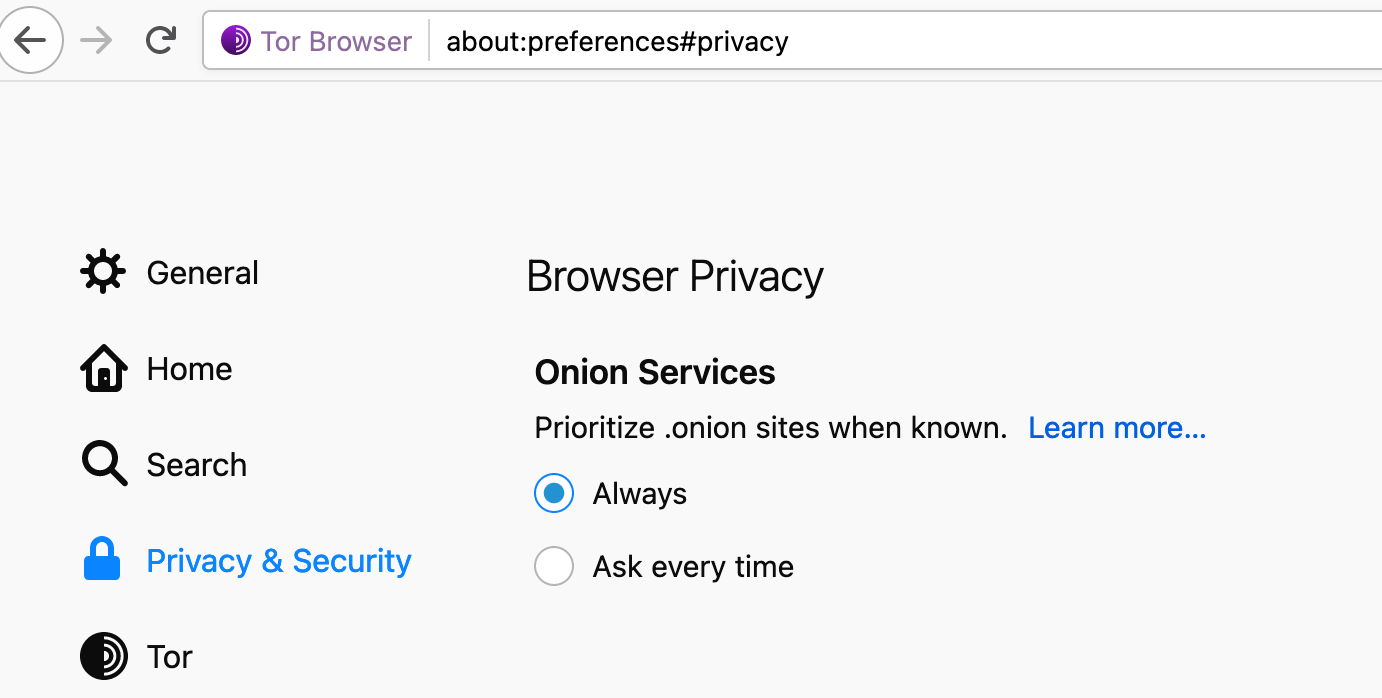 Tor Browser about:preferences#privacy
General
Home
Search
Privacy & Security
Tor
Browser Privacy
Onion Services
Prioritize .onion sites when known. Learn more...
Always
Ask every time